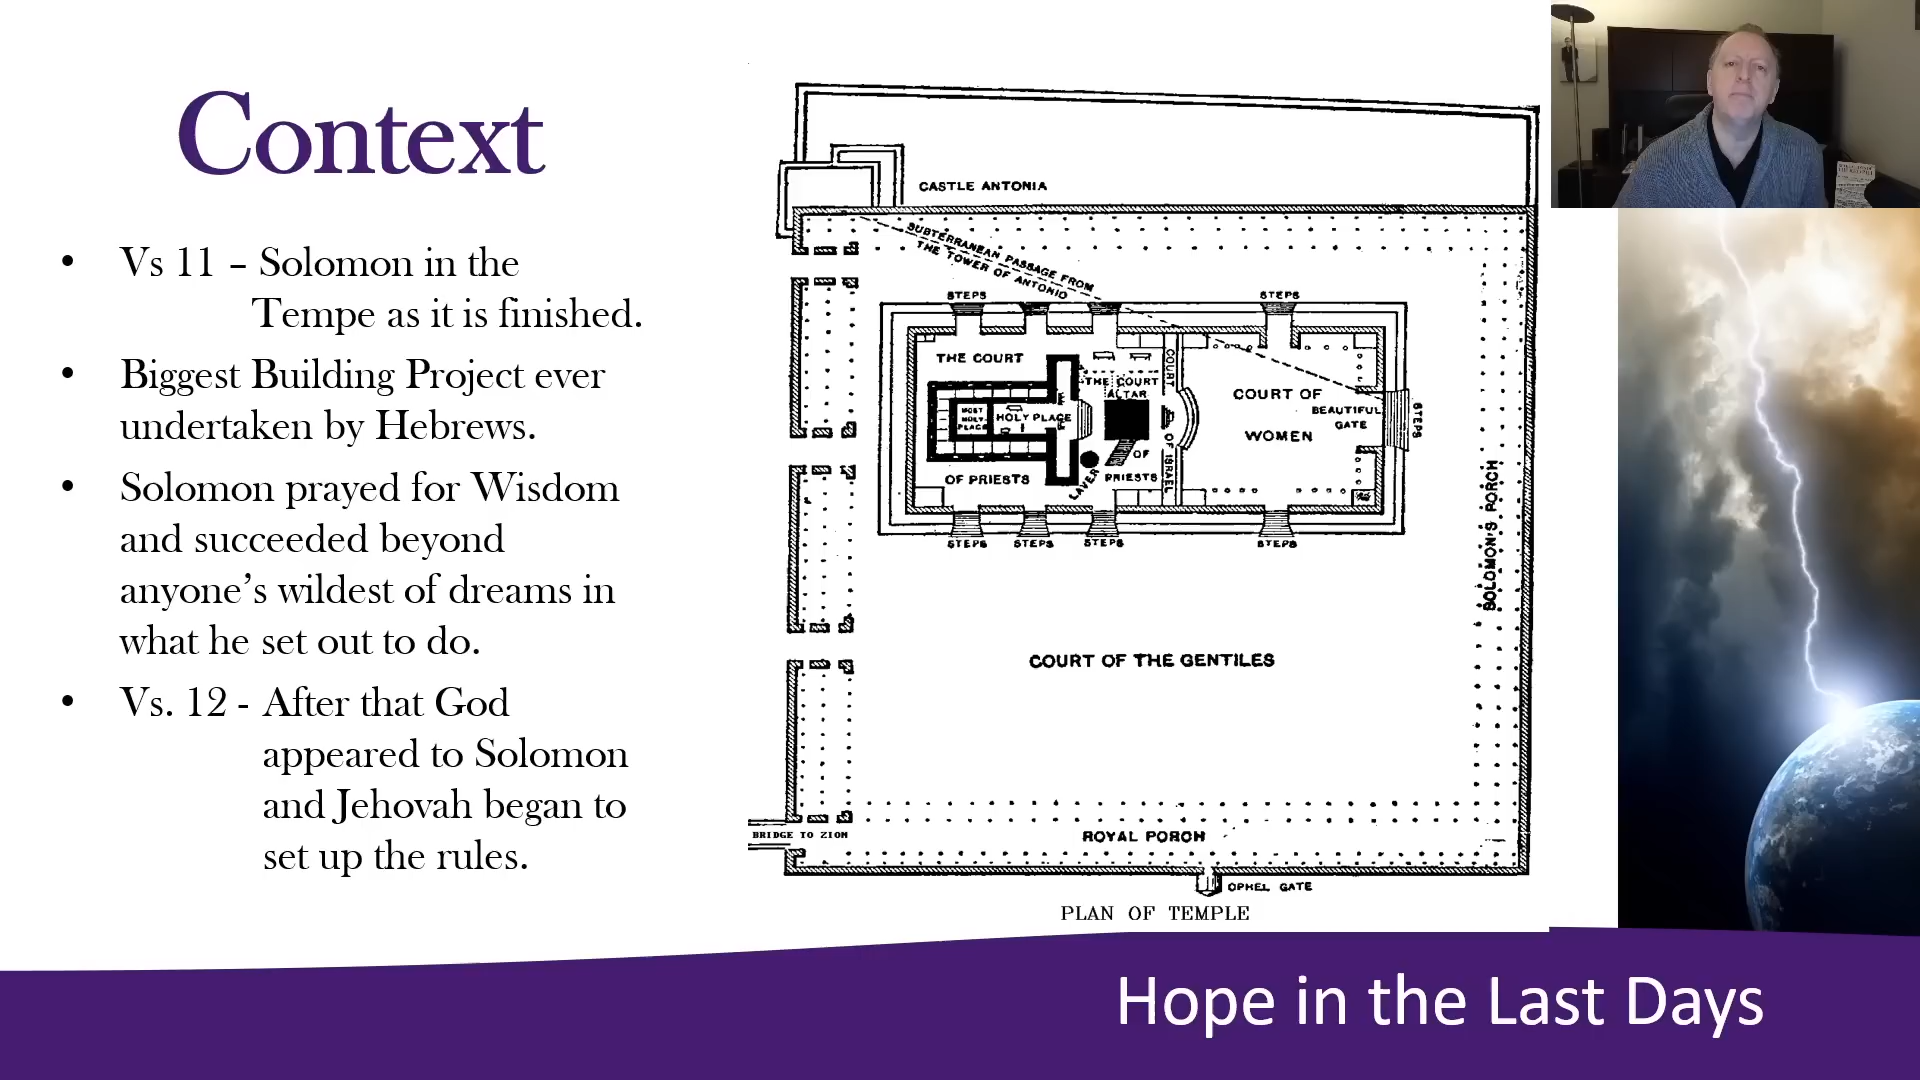 Context
• Vs 11 – Solomon in the
Tempe as it is finished.
• Biggest Building Project ever
undertaken by Hebrews.
• Solomon prayed for Wisdom
and succeeded beyond
anyone’s wildest of dreams in
what he set out to do.
• Vs. 12 - After that God
appeared to Solomon
and Jehovah began to
set up the rules.
CASTLE ANTONIA
SUBTERRANEAN PASSAGE FROM
THE TOWER OF ANTONIO
STEPS
STEPS
THE COURT
THE COURT
ALTAR
COURT
OF ISRAEL
MOST
HOLY
PLACE
HOLY PLACE
OF PRIESTS
LAVER
OF
PRIESTS
COURT OF
WOMEN
BEAUTIFUL
GATE
STEPS
STEPS
STEPS
STEPS
STEPS
SOLOMON'S PORCH
COURT OF THE GENTILES
BRIDGE TO ZION
ROYAL PORCH
OPHEL GATE
PLAN OF TEMPLE
Hope in the Last Days